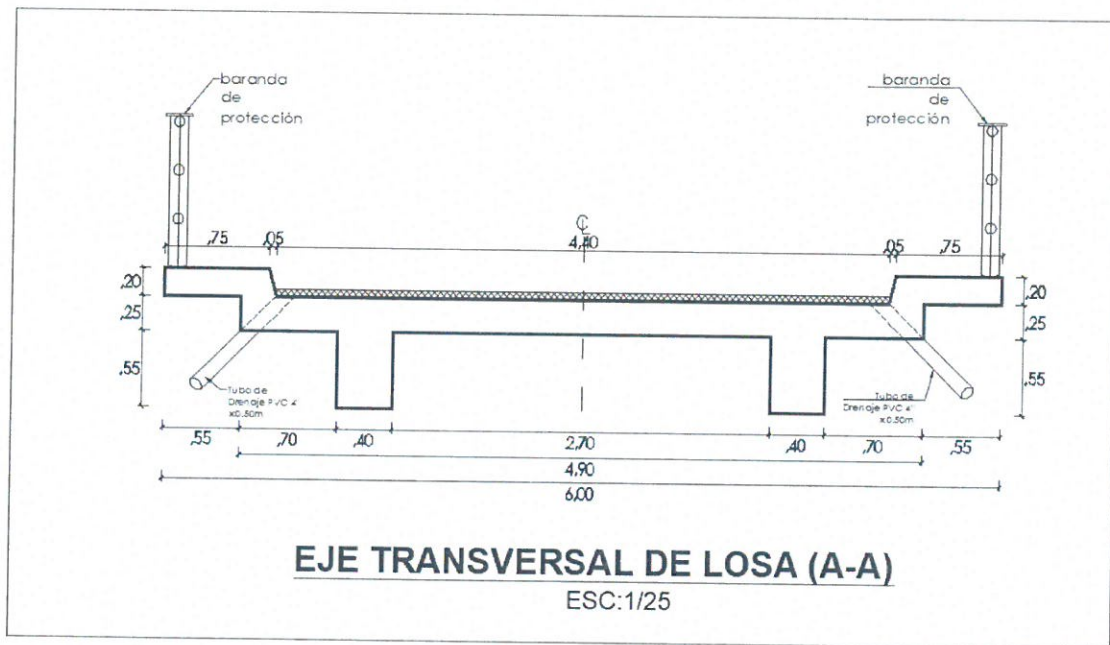 baranda
de
protección
baranda
de
protección
℄
,75
,05
4,40
,05
,75
,20
,25
,55
,20
,25
,55
Tubo de
Drenaje PVC 4"
x0.50m
Tubo de
Drenaje PVC 4"
x0.50m
,55
,70
,40
2,70
,40
,70
,55
4,90
6,00
EJE TRANSVERSAL DE LOSA (A-A)
ESC:1/25